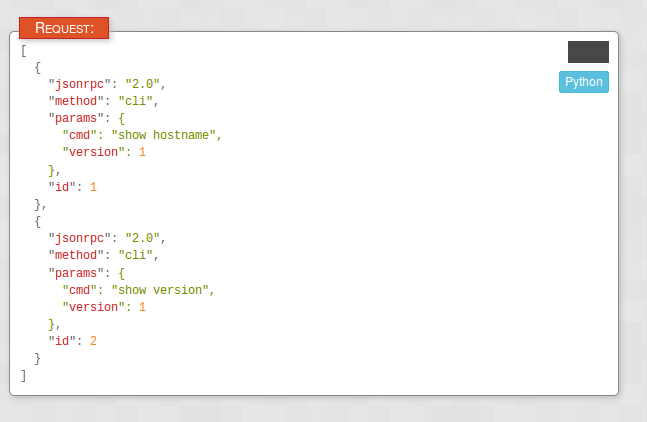 Request:
[
  {
    "jsonrpc": "2.0",
    "method": "cli",
    "params": {
      "cmd": "show hostname",
      "version": 1
    },
    "id": 1
  },
  {
    "jsonrpc": "2.0",
    "method": "cli",
    "params": {
      "cmd": "show version",
      "version": 1
    },
    "id": 2
  }
]
Python